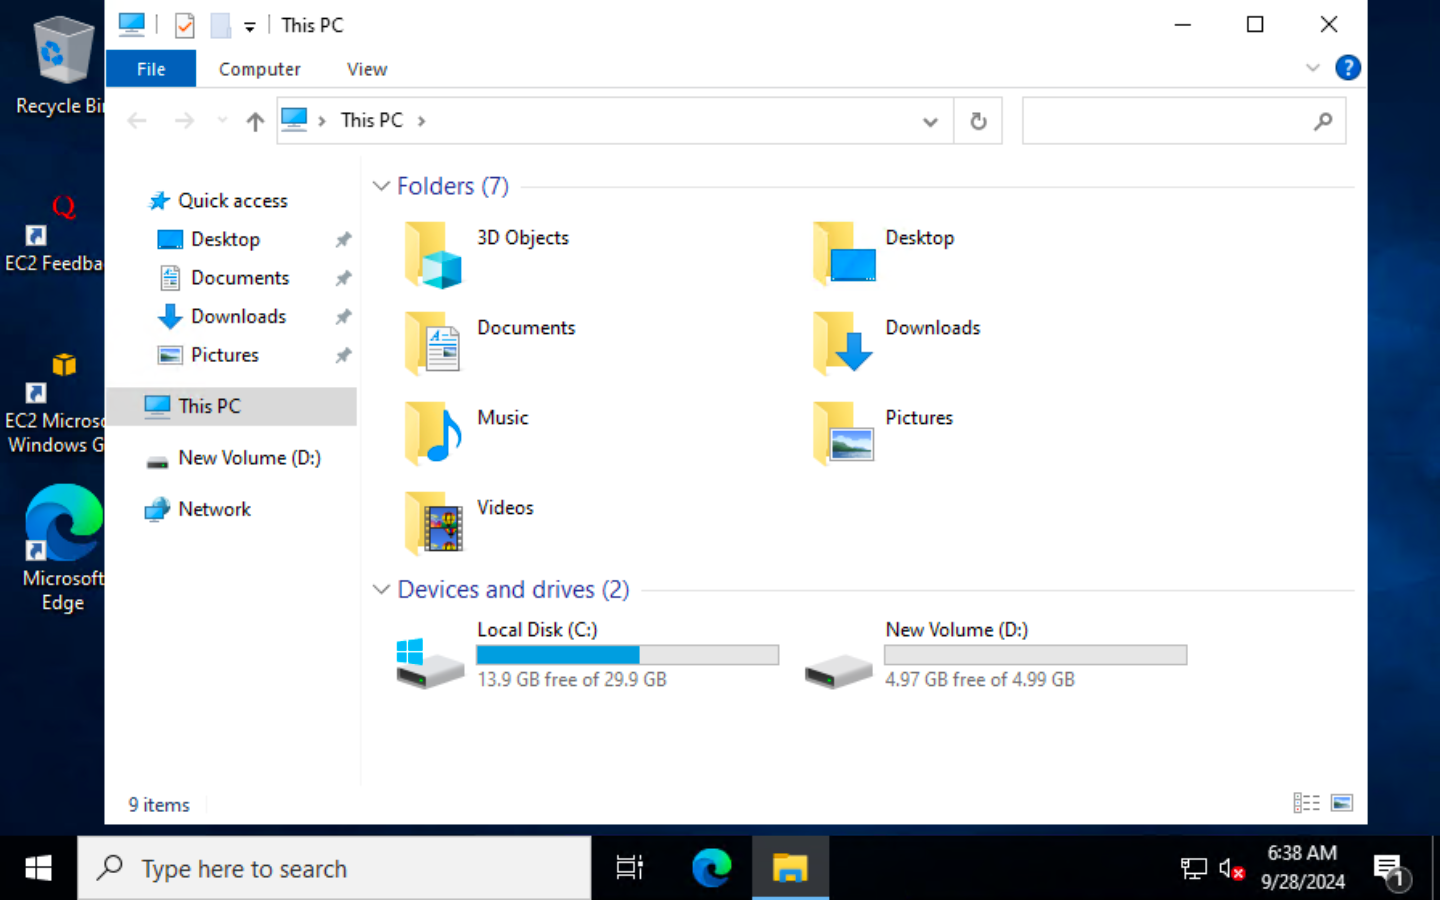 This PC
File
Computer
View
?
This PC
Recycle Bin
Q
EC2 Feedba
EC2 Microso
Windows G
Microsoft
Edge
Quick access
Desktop
Documents
Downloads
Pictures
This PC
New Volume (D:)
Network
Folders (7)
3D Objects
Desktop
Documents
Downloads
Music
Pictures
Videos
Devices and drives (2)
Local Disk (C:)
13.9 GB free of 29.9 GB
New Volume (D:)
4.97 GB free of 4.99 GB
9 items
Type here to search
6:38 AM
9/28/2024
1